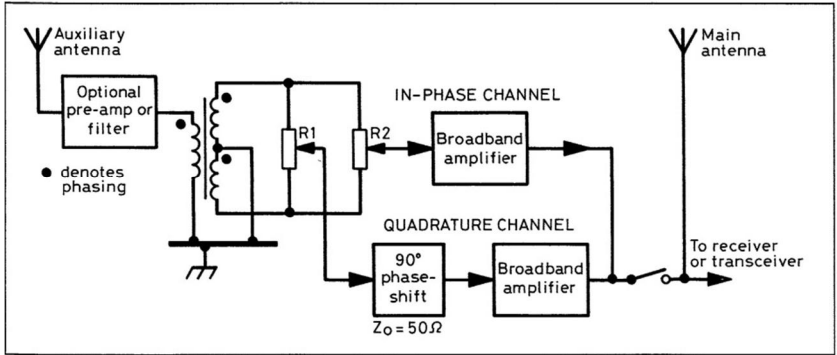 Auxiliary
antenna
Main
antenna
Optional
pre-amp or
filter
IN-PHASE CHANNEL
R1
R2
Broadband
amplifier
● denotes
phasing
QUADRATURE CHANNEL
90°
phase-
shift
Broadband
amplifier
To receiver
or transceiver
Zo = 50Ω